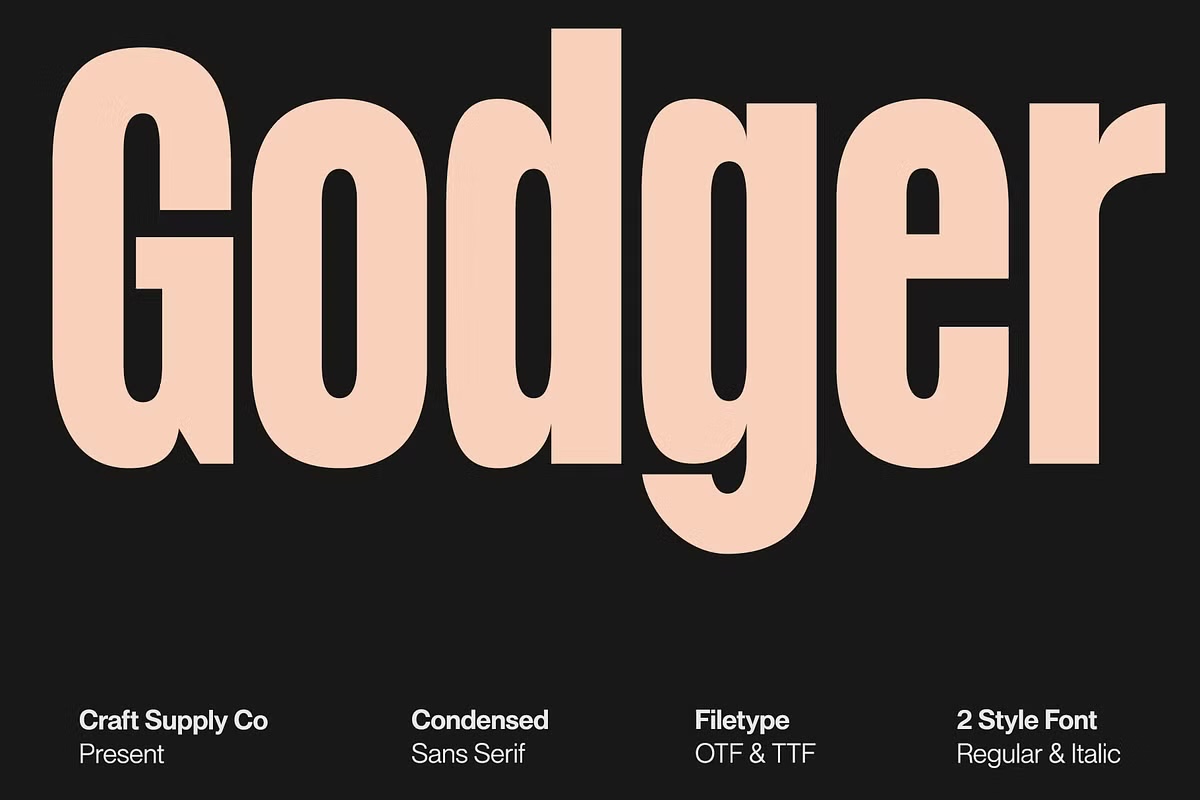 Godger
Craft Supply Co
Present
Condensed
Sans Serif
Filetype
OTF & TTF
2 Style Font
Regular & Italic